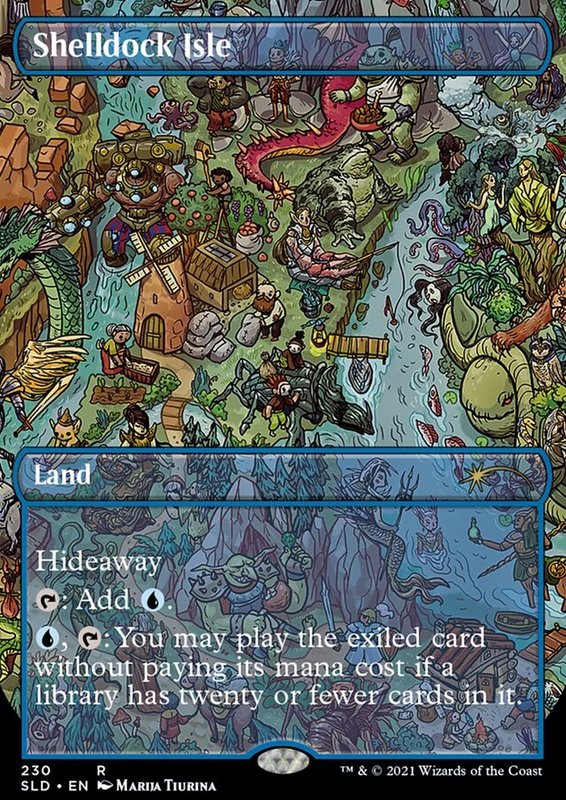 Shelldock Isle
Land
Hideaway
: Add .
, : You may play the exiled card
without paying its mana cost if a
library has twenty or fewer cards in it.
230 R
SLD • EN Marija Tiurina
™ & © 2021 Wizards of the Coast